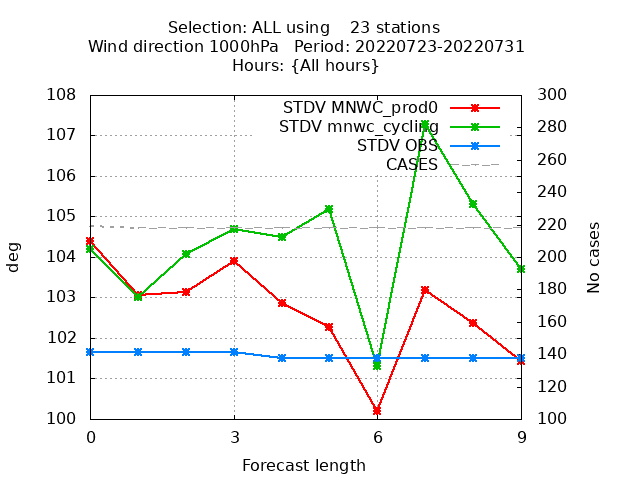 Selection: ALL using    23 stations
Wind direction 1000hPa   Period: 20220723-20220731
Hours: {All hours}
STDV MNWC_prod0
STDV mnwc_cycling
STDV OBS
CASES
108
107
106
105
104
103
102
101
100
300
280
260
240
220
200
180
160
140
120
100
deg
No cases
0
3
6
9
Forecast length